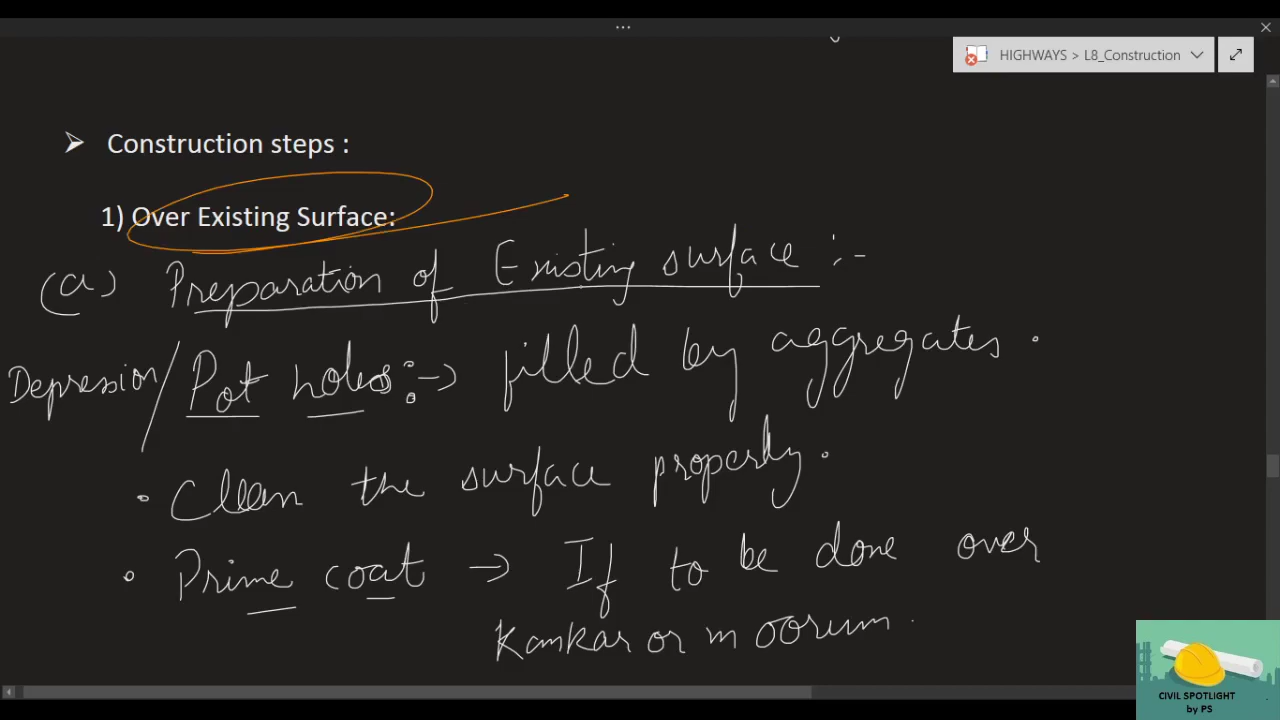 ...
HIGHWAYS > L8_Construction
➤ Construction steps :
1) Over Existing Surface:
(a) Preparation of Existing surface :-
Depression/Pot holes :→ filled by aggregates.
• Clean the surface properly.
• Prime coat → If to be done over
Kankar or moorum.
CIVIL SPOTLIGHT
by PS